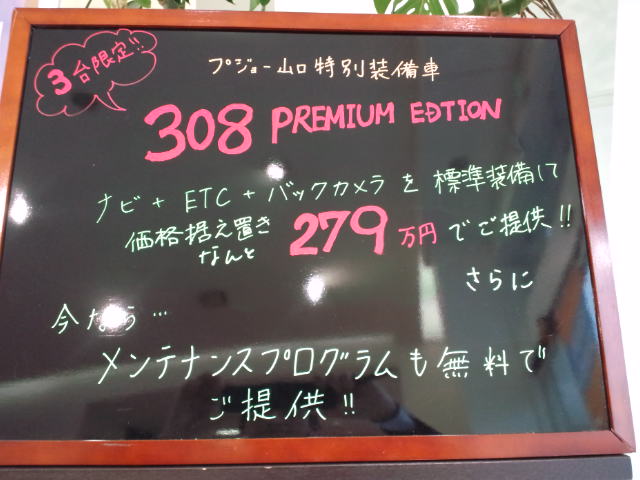 3台限定!!
プジョー山口特別装備車
308 PREMIUM EDTION
ナビ + ETC + バックカメラ を 標準装備して
価格据え置き
なんと 279万円 でご提供!!
さらに
今なら…
メンテナンスプログラムも無料で
ご提供!!